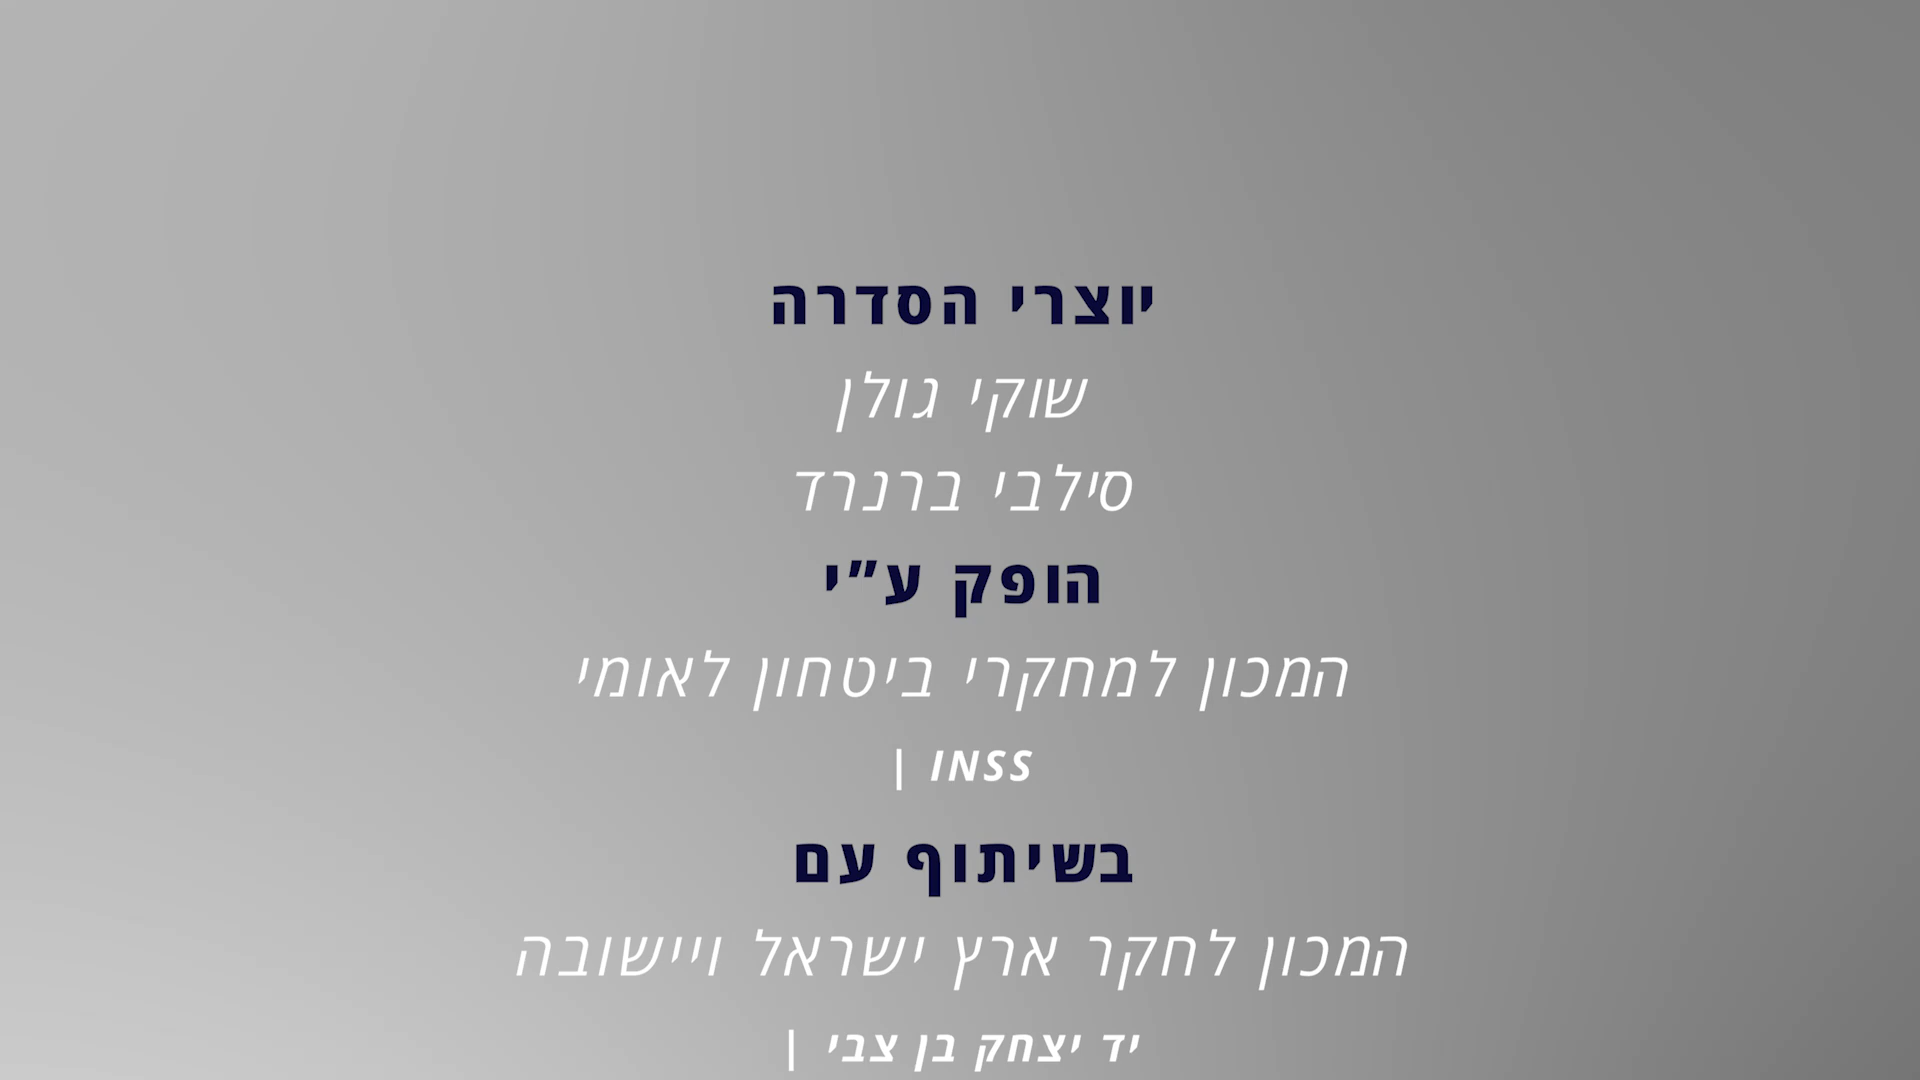 יוצרי הסדרה
שוקי גולן
סילבי ברנרד
הופק ע"י
המכון למחקרי ביטחון לאומי
INSS |
בשיתוף עם
המכון לחקר ארץ ישראל ויישובה
יד יצחק בן צבי |